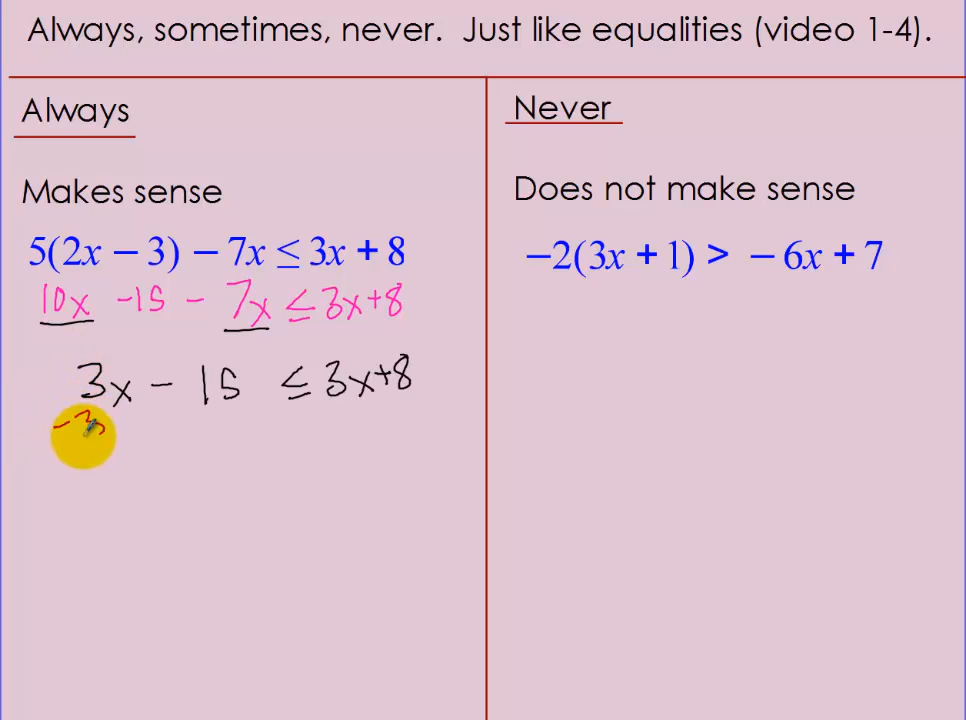 Always, sometimes, never. Just like equalities (video 1-4).
Always
Makes sense
5(2x − 3) − 7x ≤ 3x + 8
10x -15 - 7x ≤ 3x+8
3x - 15 ≤ 3x+8
-3
Never
Does not make sense
−2(3x + 1) > −6x + 7